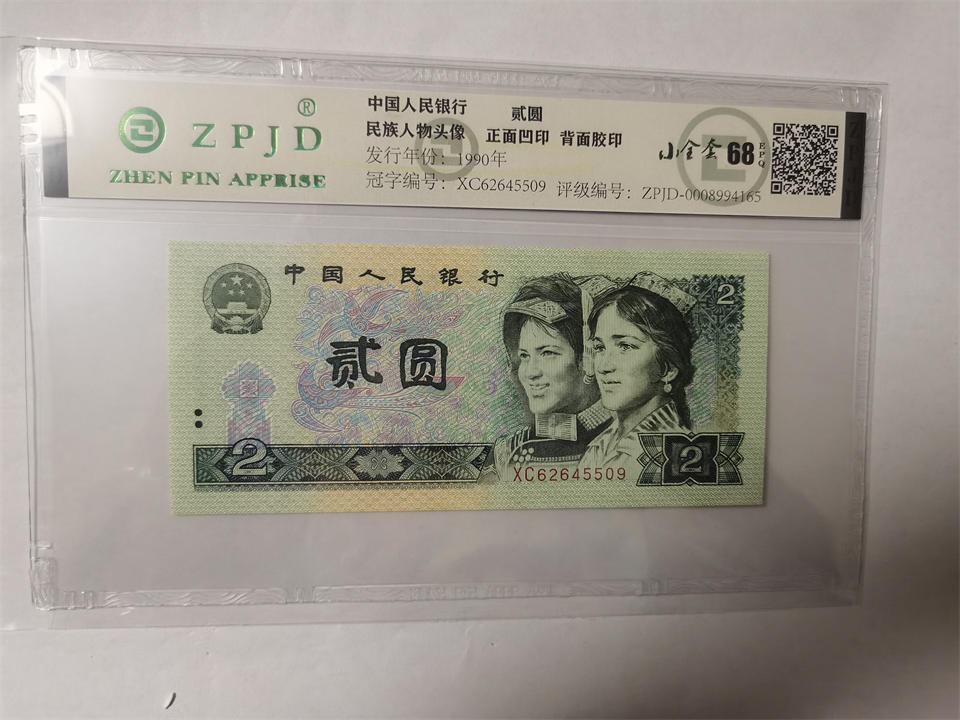 ZPJD®
ZHEN PIN APPRISE
中国人民银行 贰圆
民族人物头像 正面凹印 背面胶印
发行年份：1990年
冠字编号：XC62645509 评级编号：ZPJD-0008994165
小全套 68 EPQ
中国人民银行
2
贰圆
2
XC62645509
2